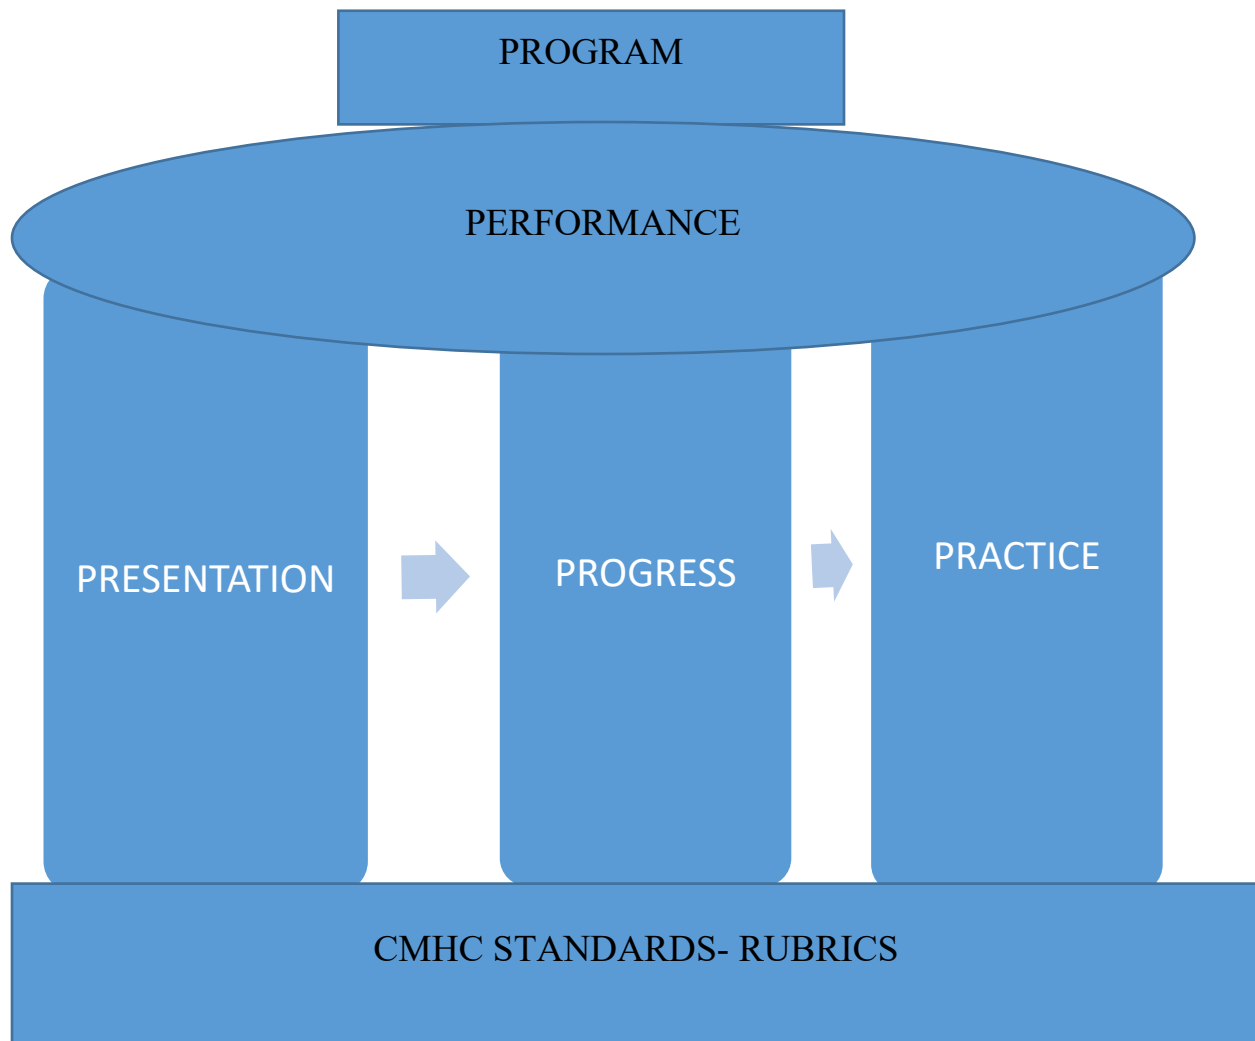 PROGRAM
PERFORMANCE
PRESENTATION
PROGRESS
PRACTICE
CMHC STANDARDS- RUBRICS